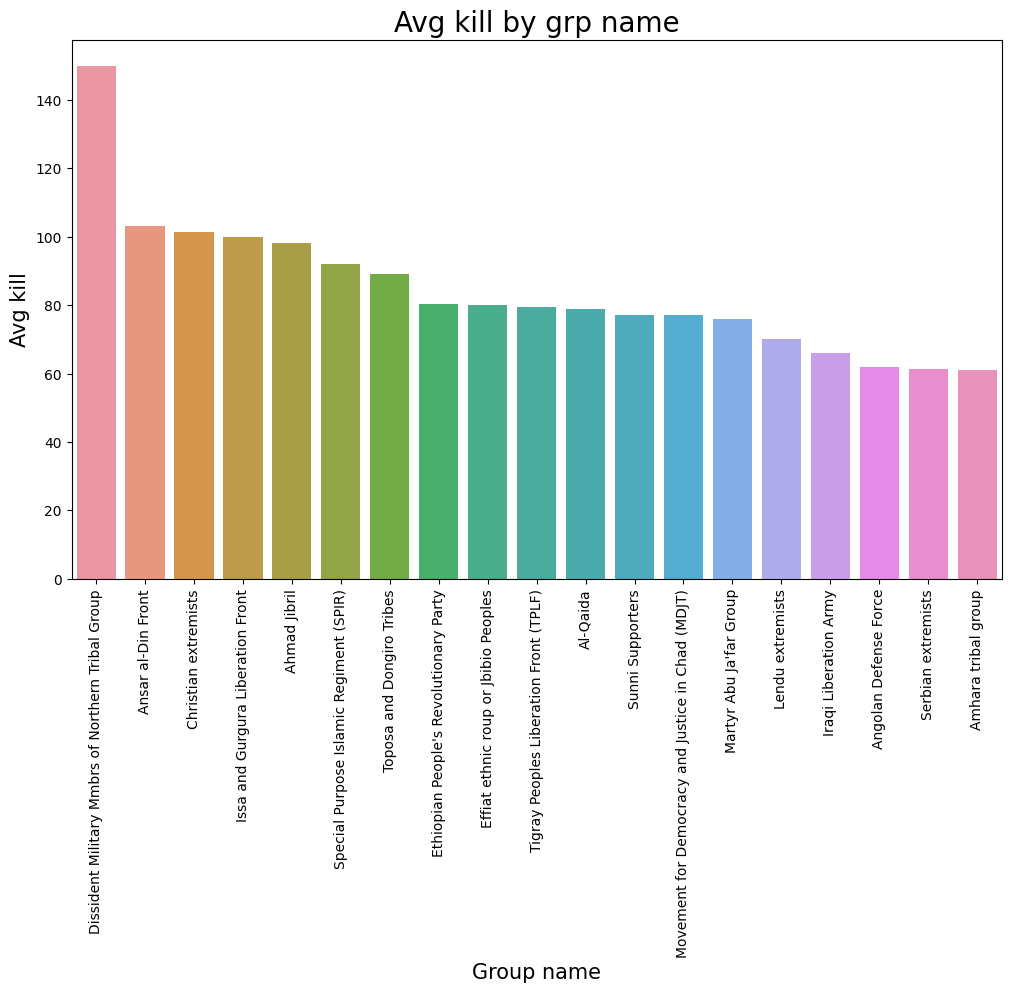 Avg kill by grp name
Avg kill
140
120
100
80
60
40
20
0
Dissident Military Mmbrs of Northern Tribal Group
Ansar al-Din Front
Christian extremists
Issa and Gurgura Liberation Front
Ahmad Jibril
Special Purpose Islamic Regiment (SPIR)
Toposa and Dongiro Tribes
Ethiopian People's Revolutionary Party
Effiat ethnic roup or Jbibio Peoples
Tigray Peoples Liberation Front (TPLF)
Al-Qaida
Sunni Supporters
Movement for Democracy and Justice in Chad (MDJT)
Martyr Abu Ja'far Group
Lendu extremists
Iraqi Liberation Army
Angolan Defense Force
Serbian extremists
Amhara tribal group
Group name